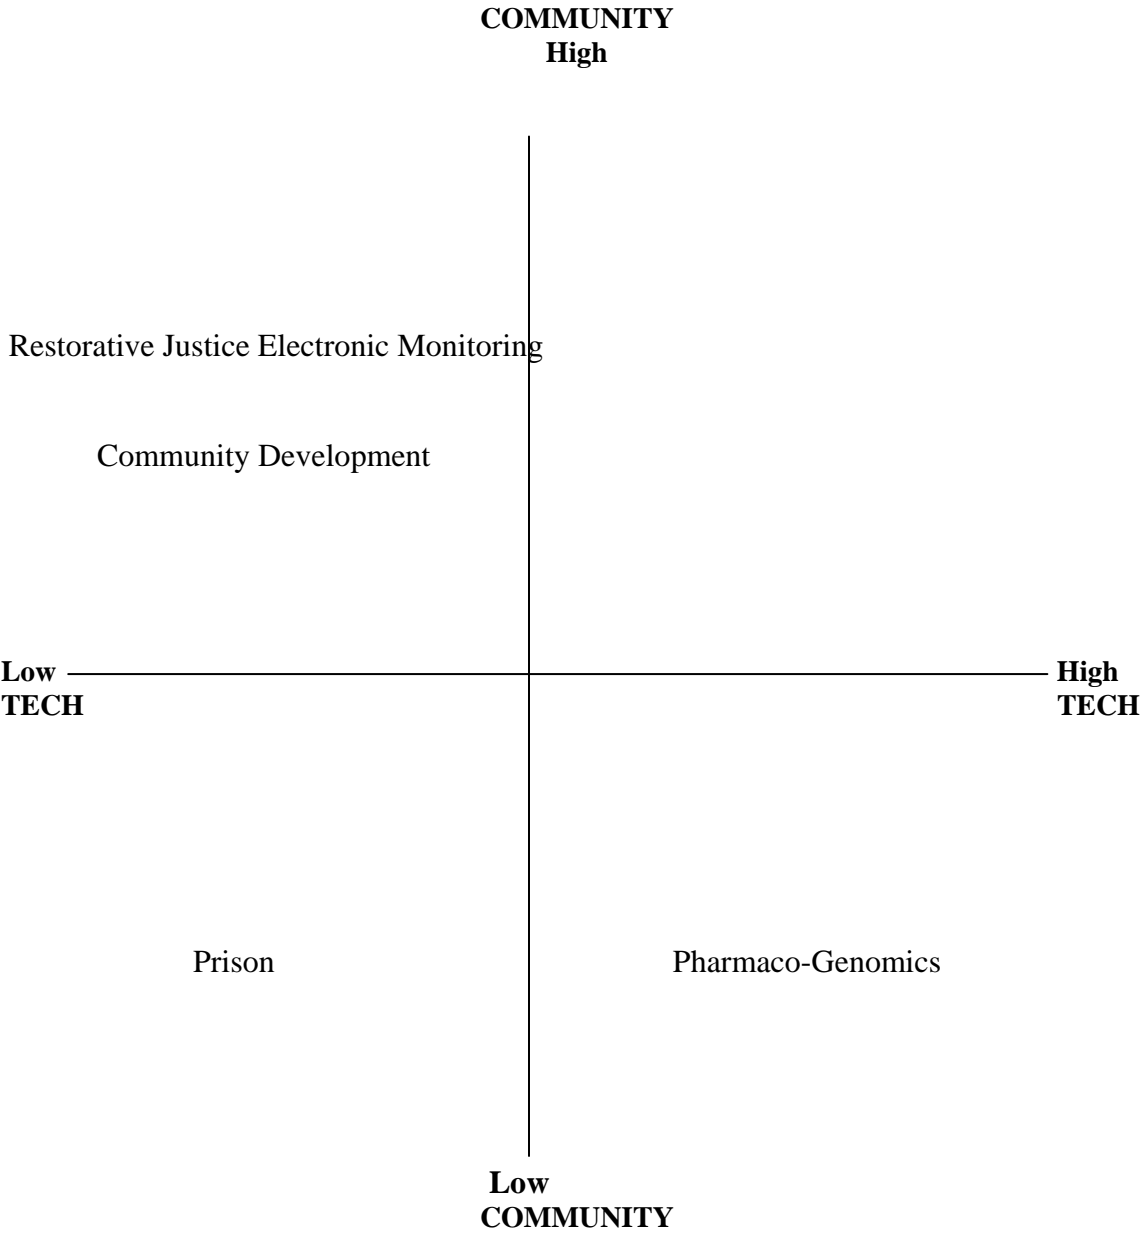 COMMUNITY
High
Restorative Justice Electronic Monitoring
Community Development
Low
TECH
High
TECH
Prison
Pharmaco-Genomics
Low
COMMUNITY